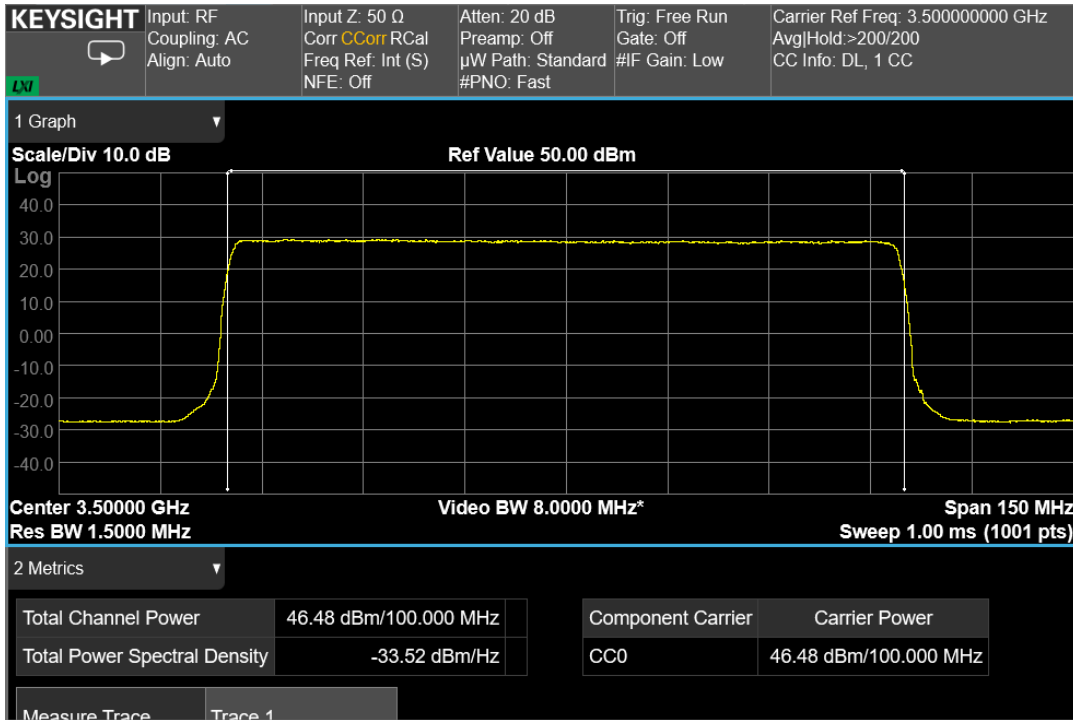 KEYSIGHT
LXI
Input: RF
Coupling: AC
Align: Auto
Input Z: 50 Ω
Corr CCorr RCal
Freq Ref: Int (S)
NFE: Off
Atten: 20 dB
Preamp: Off
µW Path: Standard
#PNO: Fast
Trig: Free Run
Gate: Off
#IF Gain: Low
Carrier Ref Freq: 3.500000000 GHz
Avg|Hold:>200/200
CC Info: DL, 1 CC
1 Graph
Scale/Div 10.0 dB
Ref Value 50.00 dBm
Log
40.0
30.0
20.0
10.0
0.00
-10.0
-20.0
-30.0
-40.0
Center 3.50000 GHz
Video BW 8.0000 MHz*
Span 150 MHz
Res BW 1.5000 MHz
Sweep 1.00 ms (1001 pts)
2 Metrics
Total Channel Power 46.48 dBm/100.000 MHz
Total Power Spectral Density -33.52 dBm/Hz
Component Carrier Carrier Power
CC0 46.48 dBm/100.000 MHz
Measure Trace Trace 1